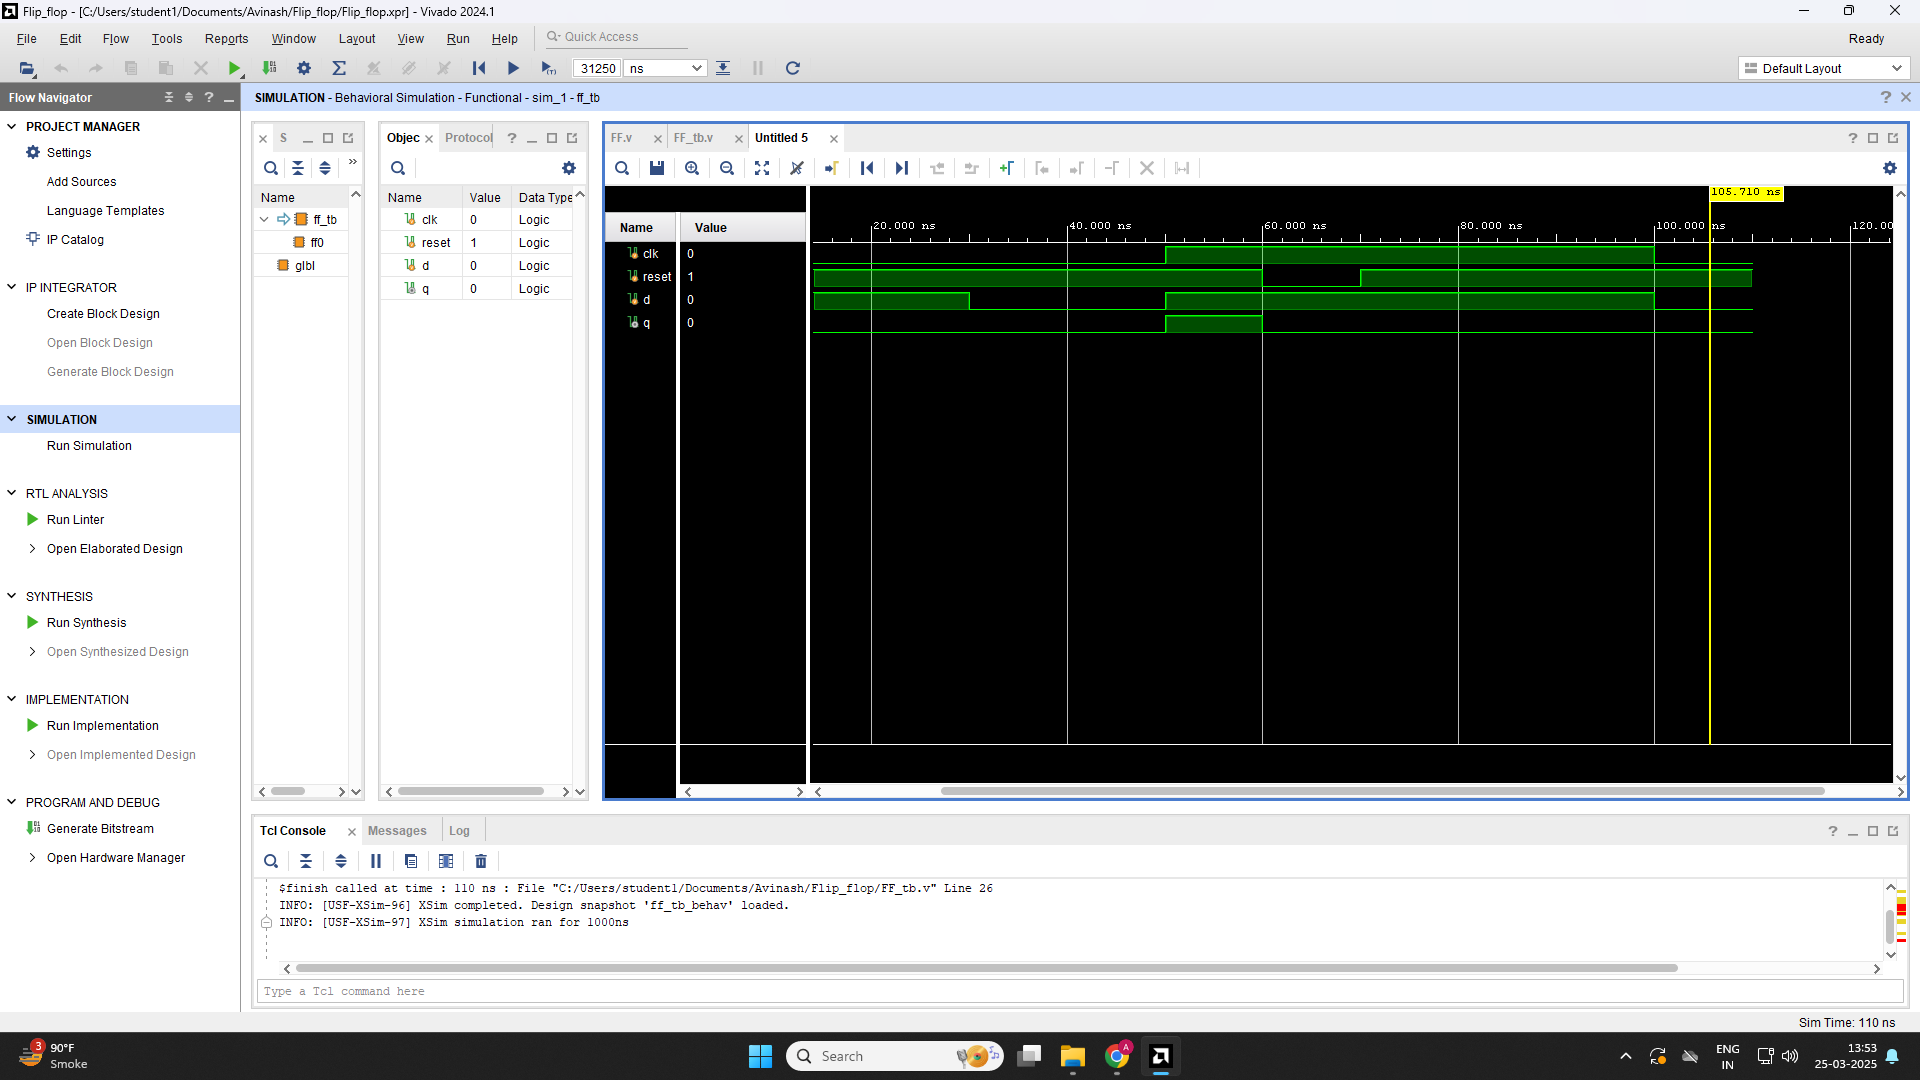 Flip_flop - [C:/Users/student1/Documents/Avinash/Flip_flop/Flip_flop.xpr] - Vivado 2024.1
File Edit Flow Tools Reports Window Layout View Run Help Quick Access Ready
31250 ns Default Layout
Flow Navigator
PROJECT MANAGER
Settings
Add Sources
Language Templates
IP Catalog
IP INTEGRATOR
Create Block Design
Open Block Design
Generate Block Design
SIMULATION
Run Simulation
RTL ANALYSIS
Run Linter
Open Elaborated Design
SYNTHESIS
Run Synthesis
Open Synthesized Design
IMPLEMENTATION
Run Implementation
Open Implemented Design
PROGRAM AND DEBUG
Generate Bitstream
Open Hardware Manager
SIMULATION - Behavioral Simulation - Functional - sim_1 - ff_tb
S
Name
ff_tb
ff0
glbl
Objec Protocol
Name Value Data Type
clk 0 Logic
reset 1 Logic
d 0 Logic
q 0 Logic
FF.v FF_tb.v Untitled 5
105.710 ns
20.000 ns 40.000 ns 60.000 ns 80.000 ns 100.000 ns 120.00
Name Value
clk 0
reset 1
d 0
q 0
Tcl Console Messages Log
$finish called at time : 110 ns : File "C:/Users/student1/Documents/Avinash/Flip_flop/FF_tb.v" Line 26
INFO: [USF-XSim-96] XSim completed. Design snapshot 'ff_tb_behav' loaded.
INFO: [USF-XSim-97] XSim simulation ran for 1000ns
Type a Tcl command here
Sim Time: 110 ns
3
90°F
Smoke
Search
A
ENG
IN
13:53
25-03-2025